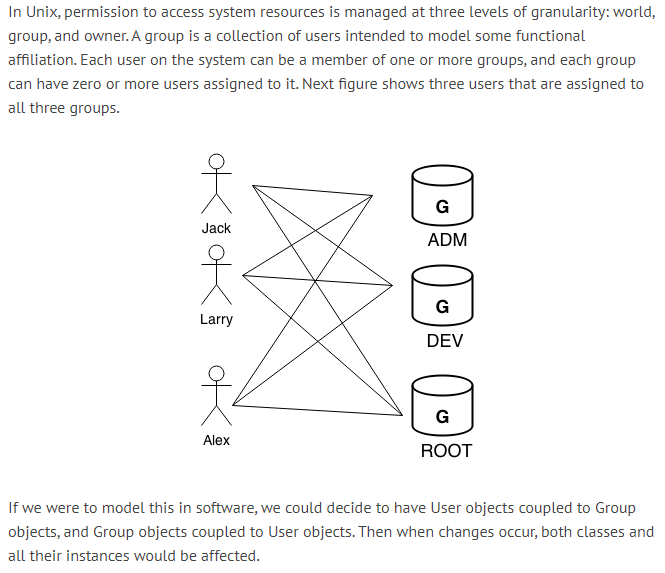 In Unix, permission to access system resources is managed at three levels of granularity: world,
group, and owner. A group is a collection of users intended to model some functional
affiliation. Each user on the system can be a member of one or more groups, and each group
can have zero or more users assigned to it. Next figure shows three users that are assigned to
all three groups.
G
Jack
ADM
G
Larry
DEV
G
Alex
ROOT
If we were to model this in software, we could decide to have User objects coupled to Group
objects, and Group objects coupled to User objects. Then when changes occur, both classes and
all their instances would be affected.